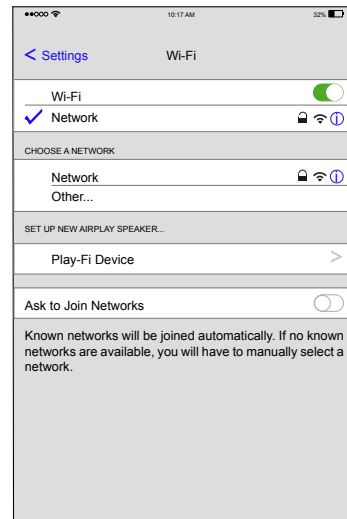 10:17 AM
32%
< Settings
Wi-Fi
Wi-Fi
Network
CHOOSE A NETWORK
Network
Other...
SET UP NEW AIRPLAY SPEAKER...
Play-Fi Device >
Ask to Join Networks
Known networks will be joined automatically. If no known
networks are available, you will have to manually select a
network.